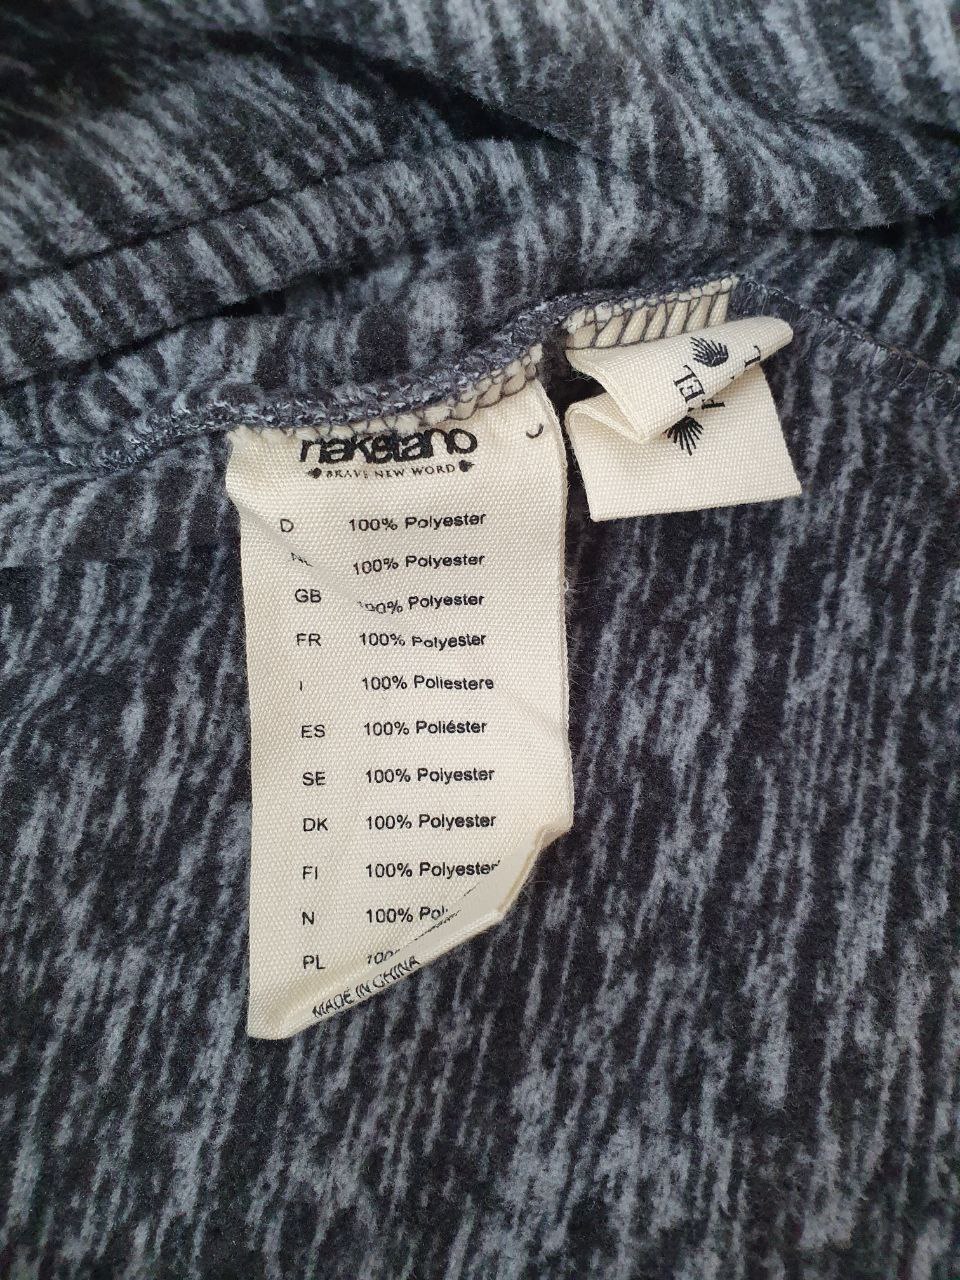 naketano
BRAVE NEW WORD
D 100% Polyester
100% Polyester
GB 100% Polyester
FR 100% Polyester
I 100% Poliestere
ES 100% Poliéster
SE 100% Polyester
DK 100% Polyester
FI 100% Polyester
N 100%
PL
MADE IN CHINA